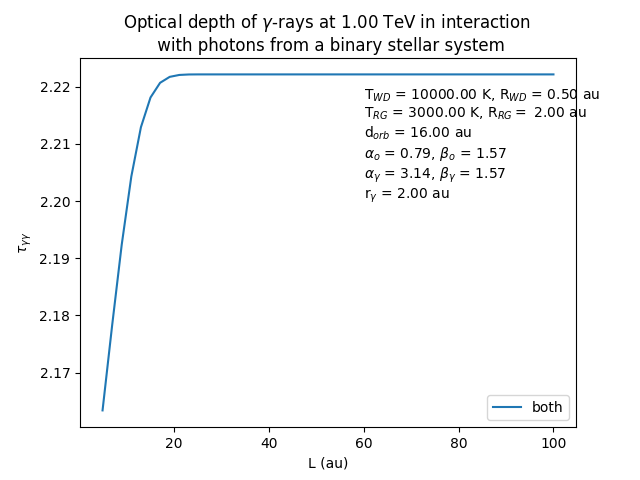 Optical depth of γ-rays at 1.00 TeV in interaction
with photons from a binary stellar system
2.22
2.21
2.20
2.19
2.18
2.17
τγγ
T_WD = 10000.00 K, R_WD = 0.50 au
T_RG = 3000.00 K, R_RG = 2.00 au
d_orb = 16.00 au
α_o = 0.79, β_o = 1.57
α_γ = 3.14, β_γ = 1.57
r_γ = 2.00 au
both
20 40 60 80 100
L (au)